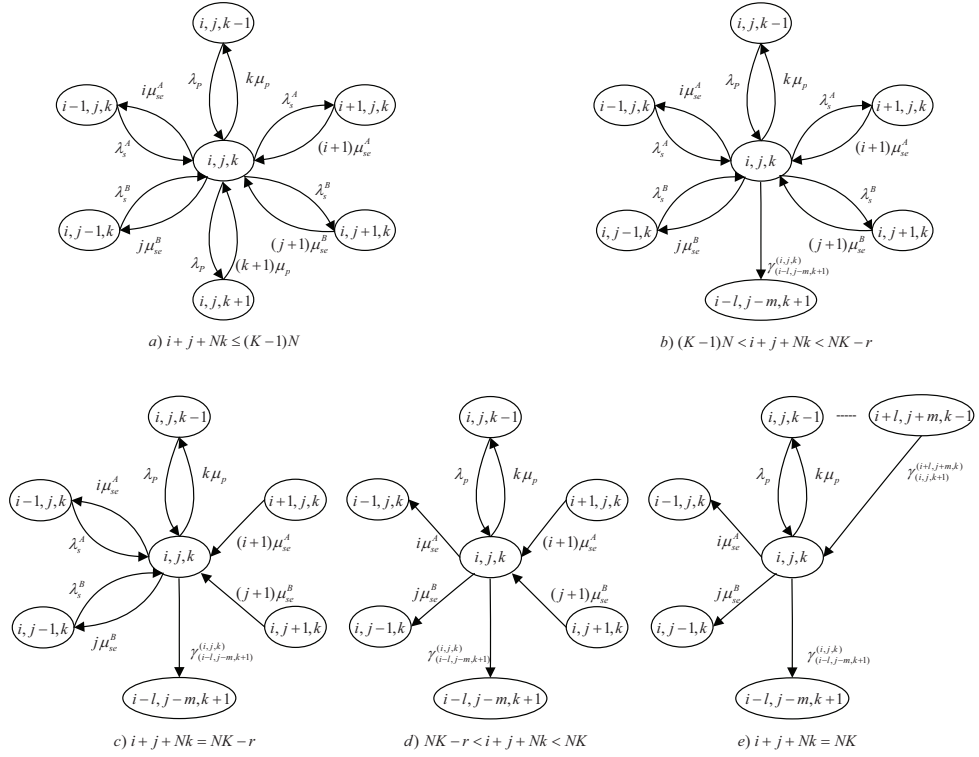 i, j, k−1
λ_P
kμ_p
i−1, j, k
iμ_se^A
λ_s^A
λ_s^A
i+1, j, k
(i+1)μ_se^A
i, j, k
λ_s^B
i, j−1, k
jμ_se^B
λ_s^B
(j+1)μ_se^B
i, j+1, k
λ_P
(k+1)μ_p
i, j, k+1
a) i + j + Nk ≤ (K−1)N
i, j, k−1
λ_P
kμ_p
i−1, j, k
iμ_se^A
λ_s^A
λ_s^A
i+1, j, k
(i+1)μ_se^A
i, j, k
λ_s^B
i, j−1, k
jμ_se^B
λ_s^B
(j+1)μ_se^B
i, j+1, k
γ_(i−l, j−m, k+1)^(i, j, k)
i−l, j−m, k+1
b) (K−1)N < i + j + Nk < NK − r
i, j, k−1
λ_P
kμ_p
i−1, j, k
iμ_se^A
λ_s^A
i+1, j, k
(i+1)μ_se^A
i, j, k
λ_s^B
i, j−1, k
jμ_se^B
(j+1)μ_se^B
i, j+1, k
γ_(i−l, j−m, k+1)^(i, j, k)
i−l, j−m, k+1
c) i + j + Nk = NK − r
i, j, k−1
λ_p
kμ_p
i−1, j, k
iμ_se^A
i+1, j, k
(i+1)μ_se^A
i, j, k
jμ_se^B
i, j−1, k
(j+1)μ_se^B
i, j+1, k
γ_(i−l, j−m, k+1)^(i, j, k)
i−l, j−m, k+1
d) NK − r < i + j + Nk < NK
i, j, k−1
i+l, j+m, k−1
λ_p
kμ_p
γ_(i, j, k+1)^(i+l, j+m, k)
i−1, j, k
iμ_se^A
i, j, k
jμ_se^B
i, j−1, k
γ_(i−l, j−m, k+1)^(i, j, k)
i−l, j−m, k+1
e) i + j + Nk = NK